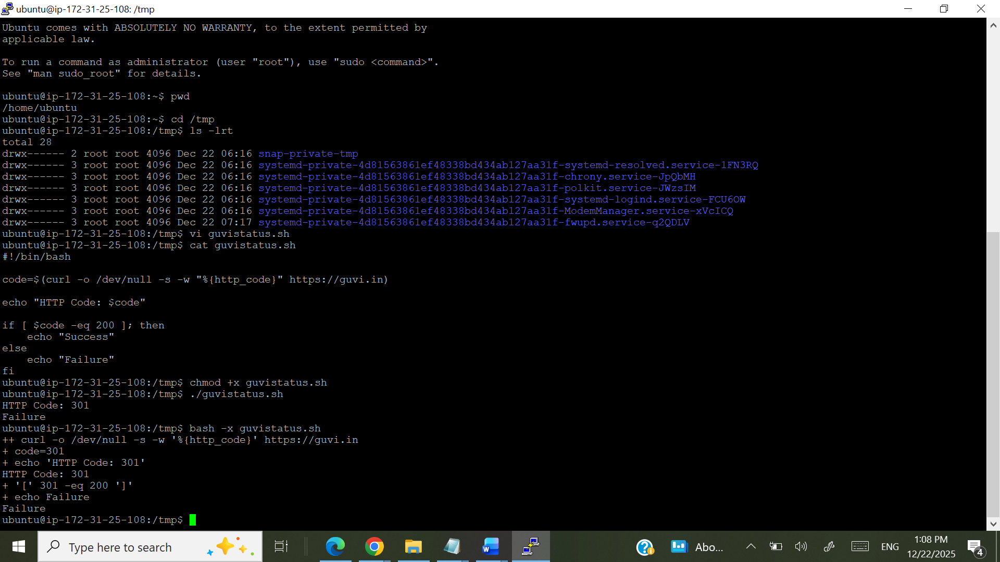 ubuntu@ip-172-31-25-108: /tmp
Ubuntu comes with ABSOLUTELY NO WARRANTY, to the extent permitted by
applicable law.
To run a command as administrator (user "root"), use "sudo <command>".
See "man sudo_root" for details.
ubuntu@ip-172-31-25-108:~$ pwd
/home/ubuntu
ubuntu@ip-172-31-25-108:~$ cd /tmp
ubuntu@ip-172-31-25-108:/tmp$ ls -lrt
total 28
drwx------ 2 root root 4096 Dec 22 06:16 snap-private-tmp
drwx------ 3 root root 4096 Dec 22 06:16 systemd-private-4d81563861ef48338bd434ab127aa31f-systemd-resolved.service-1FN3RQ
drwx------ 3 root root 4096 Dec 22 06:16 systemd-private-4d81563861ef48338bd434ab127aa31f-chrony.service-JpQbMH
drwx------ 3 root root 4096 Dec 22 06:16 systemd-private-4d81563861ef48338bd434ab127aa31f-polkit.service-JWzsIM
drwx------ 3 root root 4096 Dec 22 06:16 systemd-private-4d81563861ef48338bd434ab127aa31f-systemd-logind.service-FCU6OW
drwx------ 3 root root 4096 Dec 22 06:16 systemd-private-4d81563861ef48338bd434ab127aa31f-ModemManager.service-xVcICQ
drwx------ 3 root root 4096 Dec 22 07:17 systemd-private-4d81563861ef48338bd434ab127aa31f-fwupd.service-q2QDLV
ubuntu@ip-172-31-25-108:/tmp$ vi guvistatus.sh
ubuntu@ip-172-31-25-108:/tmp$ cat guvistatus.sh
#!/bin/bash
code=$(curl -o /dev/null -s -w "%{http_code}" https://guvi.in)
echo "HTTP Code: $code"
if [ $code -eq 200 ]; then
    echo "Success"
else
    echo "Failure"
fi
ubuntu@ip-172-31-25-108:/tmp$ chmod +x guvistatus.sh
ubuntu@ip-172-31-25-108:/tmp$ ./guvistatus.sh
HTTP Code: 301
Failure
ubuntu@ip-172-31-25-108:/tmp$ bash -x guvistatus.sh
++ curl -o /dev/null -s -w '%{http_code}' https://guvi.in
+ code=301
+ echo 'HTTP Code: 301'
HTTP Code: 301
+ '[' 301 -eq 200 ']'
+ echo Failure
Failure
ubuntu@ip-172-31-25-108:/tmp$
Type here to search
Abo...
ENG
1:08 PM
12/22/2025
4